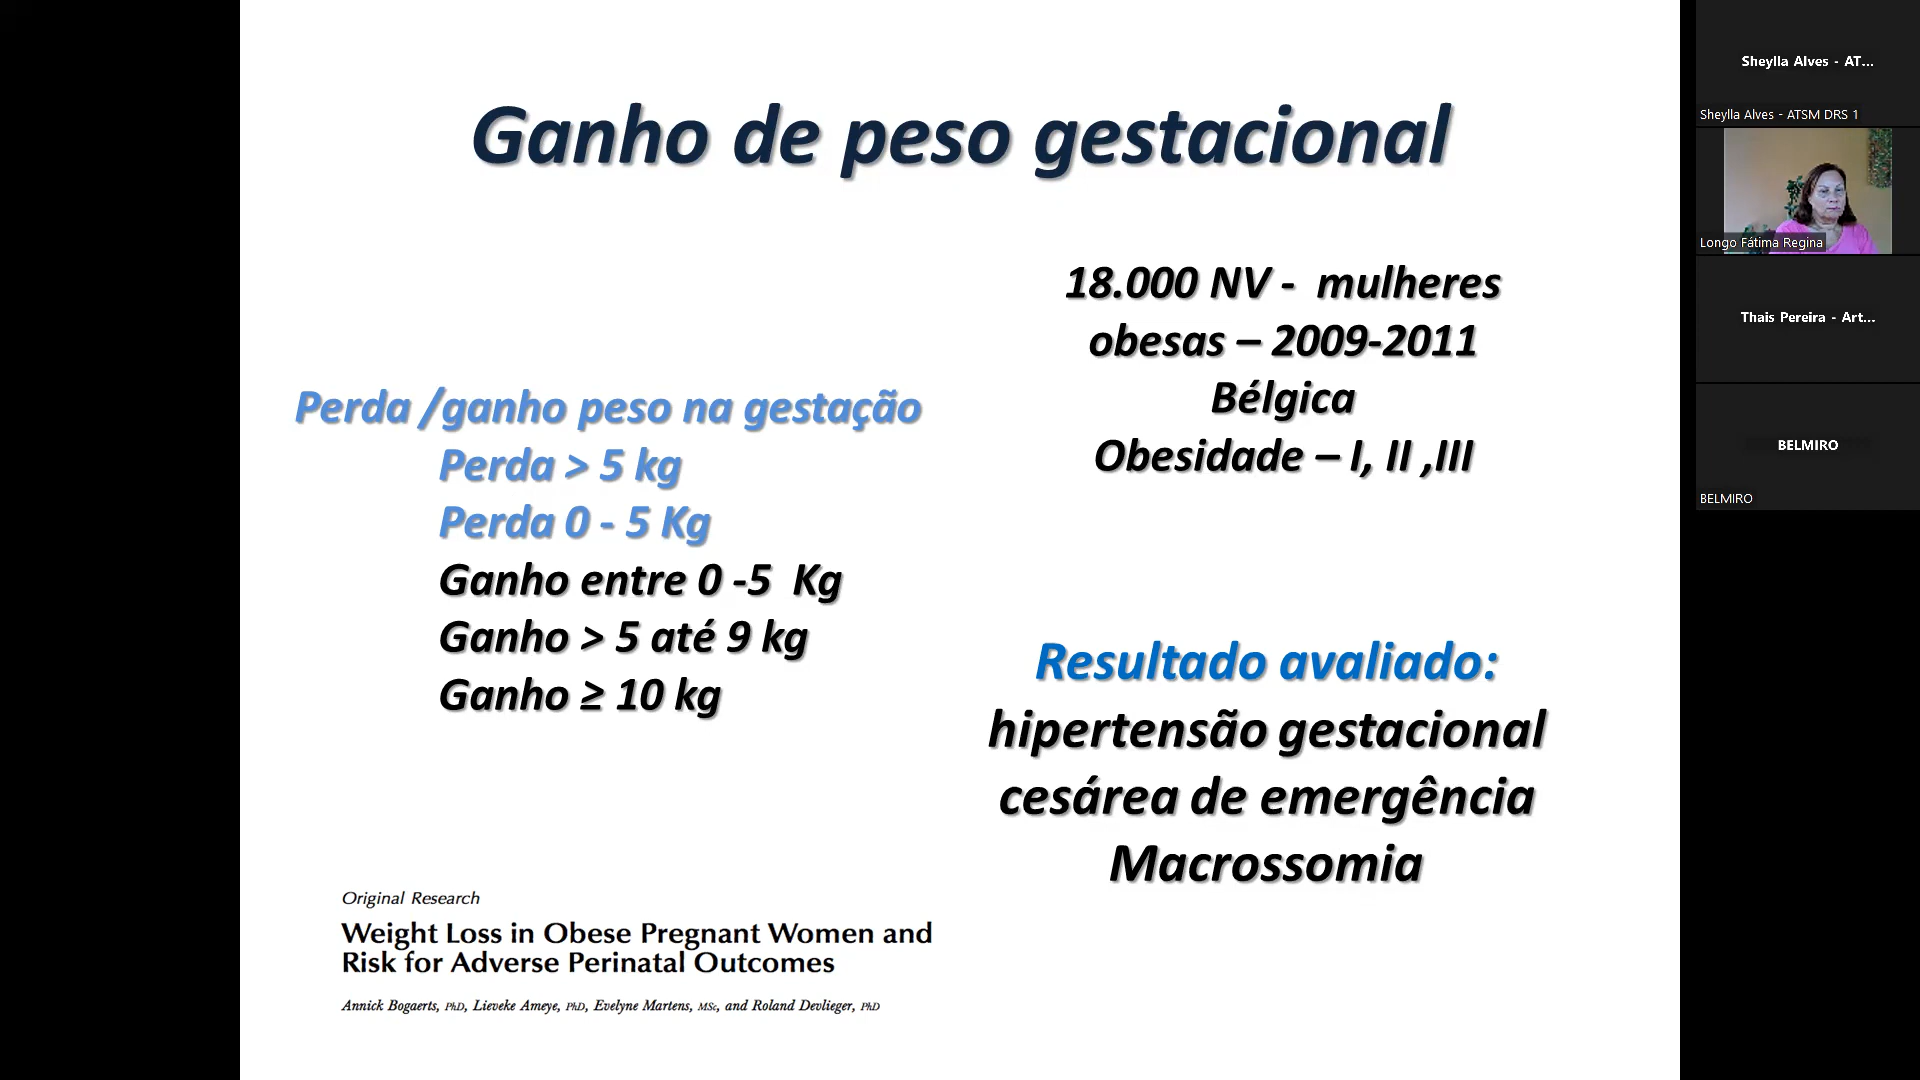 Ganho de peso gestacional
Perda /ganho peso na gestação
Perda > 5 kg
Perda 0 - 5 Kg
Ganho entre 0 -5  Kg
Ganho > 5 até 9 kg
Ganho ≥ 10 kg
18.000 NV -  mulheres
obesas – 2009-2011
Bélgica
Obesidade – I, II ,III
Resultado avaliado:
hipertensão gestacional
cesárea de emergência
Macrossomia
Original Research
Weight Loss in Obese Pregnant Women and
Risk for Adverse Perinatal Outcomes
Annick Bogaerts, PhD, Lieveke Ameye, PhD, Evelyne Martens, MSc, and Roland Devlieger, PhD
Sheylla Alves - AT...
Sheylla Alves - ATSM DRS 1
Longo Fátima Regina
Thais Pereira - Art...
BELMIRO
BELMIRO